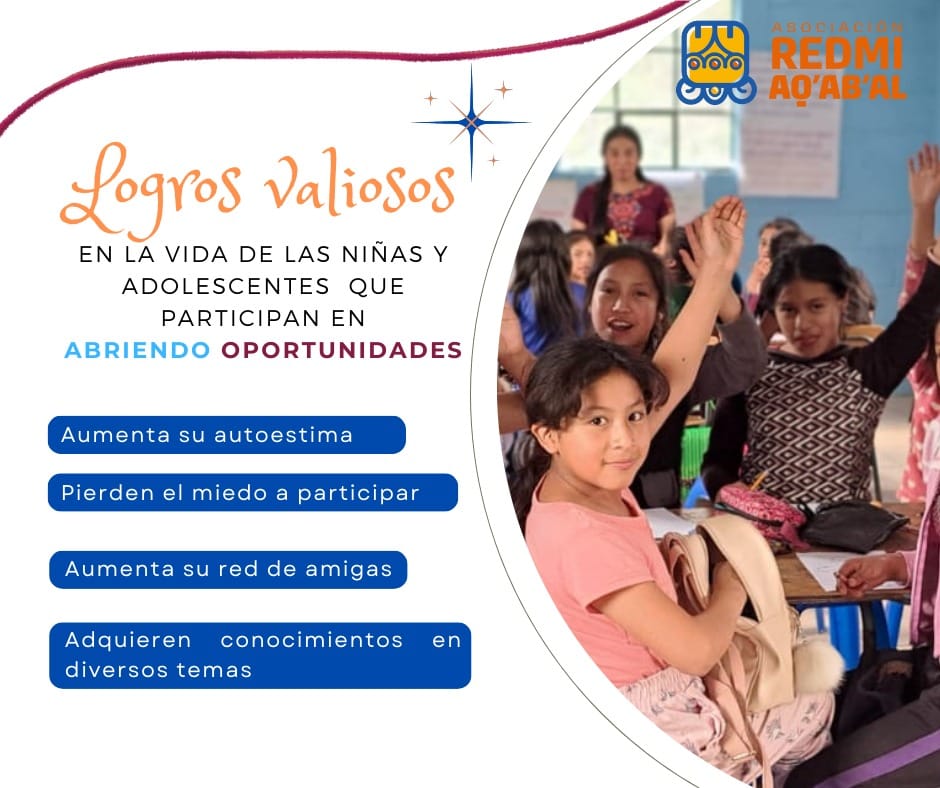 ASOCIACIÓN
REDMI
AQ'AB'AL
Logros valiosos
EN LA VIDA DE LAS NIÑAS Y
ADOLESCENTES QUE
PARTICIPAN EN
ABRIENDO OPORTUNIDADES
Aumenta su autoestima
Pierden el miedo a participar
Aumenta su red de amigas
Adquieren conocimientos en
diversos temas